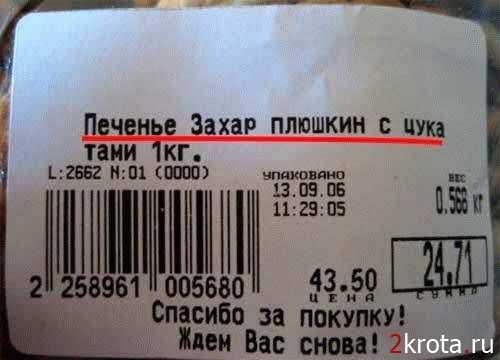 Печенье Захар плюшкин с цука
тами 1кг.
L:2662 N:01 (0000)
УПАКОВАНО
13.09.06
11:29:05
ВЕС
0.568 кг
2 258961 005680
43.50
ЦЕНА
24.71
СУММА
Спасибо за покупку!
Ждем Вас снова!
2krota.ru